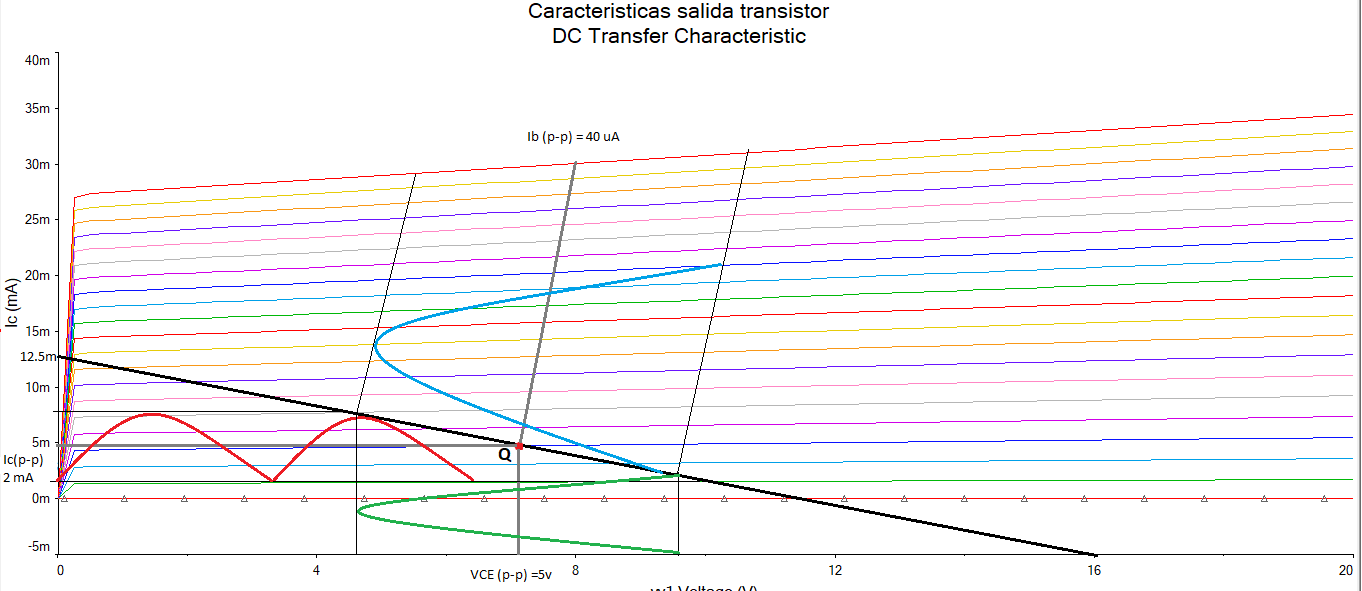 Caracteristicas salida transistor
DC Transfer Characteristic
40m
35m
Ib (p-p) = 40 uA
30m
25m
20m
Ic (mA)
15m
12.5m
10m
5m
Q
Ic(p-p)
2 mA
0m
-5m
0
4
8
12
16
20
VCE (p-p) =5v